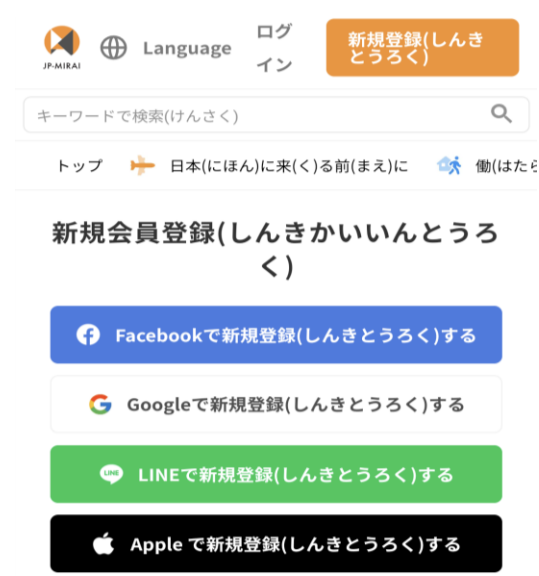 JP-MIRAI
Language
ログ
イン
新規登録(しんき
とうろく)
キーワードで検索(けんさく)
トップ
日本(にほん)に来(く)る前(まえ)に
働(はたら
新規会員登録(しんきかいいんとうろ
く)
Facebookで新規登録(しんきとうろく)する
Googleで新規登録(しんきとうろく)する
LINE
LINEで新規登録(しんきとうろく)する
Apple で新規登録(しんきとうろく)する